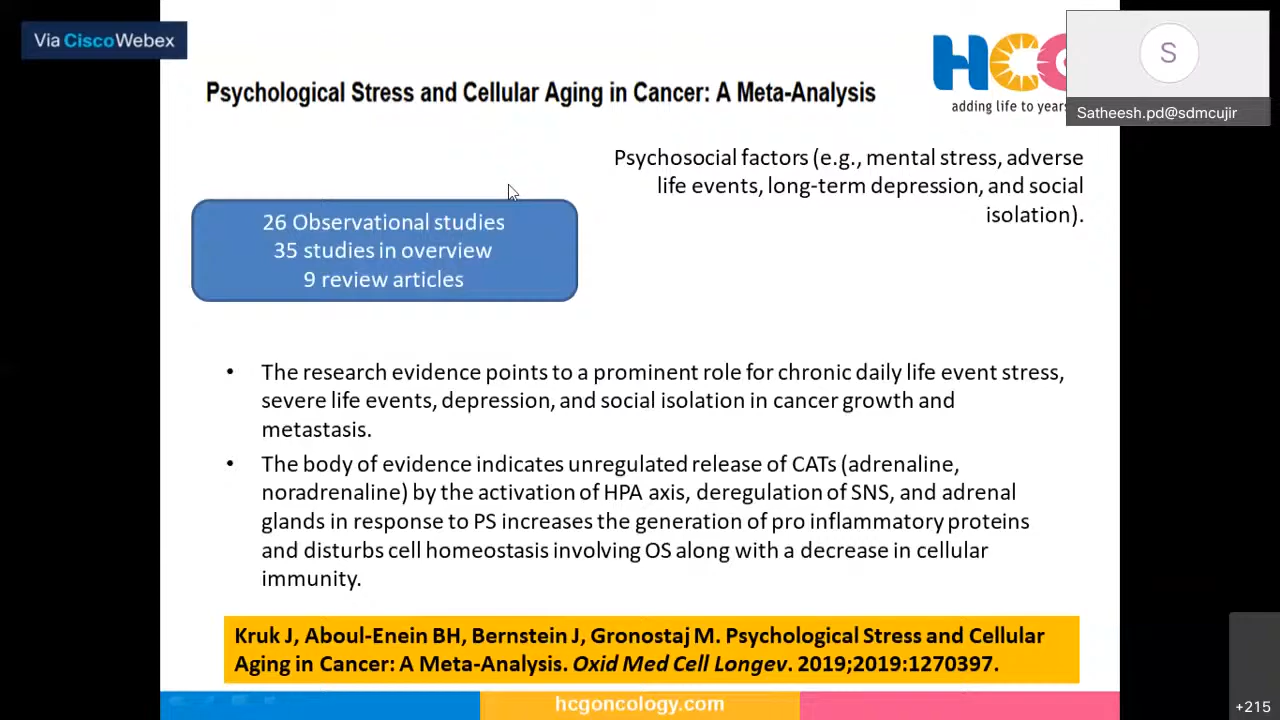 Via CiscoWebex
HCG
adding life to years
S
Satheesh.pd@sdmcujir
Psychological Stress and Cellular Aging in Cancer: A Meta-Analysis
Psychosocial factors (e.g., mental stress, adverse
life events, long-term depression, and social
isolation).
26 Observational studies
35 studies in overview
9 review articles
• The research evidence points to a prominent role for chronic daily life event stress,
severe life events, depression, and social isolation in cancer growth and
metastasis.
• The body of evidence indicates unregulated release of CATs (adrenaline,
noradrenaline) by the activation of HPA axis, deregulation of SNS, and adrenal
glands in response to PS increases the generation of pro inflammatory proteins
and disturbs cell homeostasis involving OS along with a decrease in cellular
immunity.
Kruk J, Aboul-Enein BH, Bernstein J, Gronostaj M. Psychological Stress and Cellular
Aging in Cancer: A Meta-Analysis. Oxid Med Cell Longev. 2019;2019:1270397.
hcgoncology.com
+215